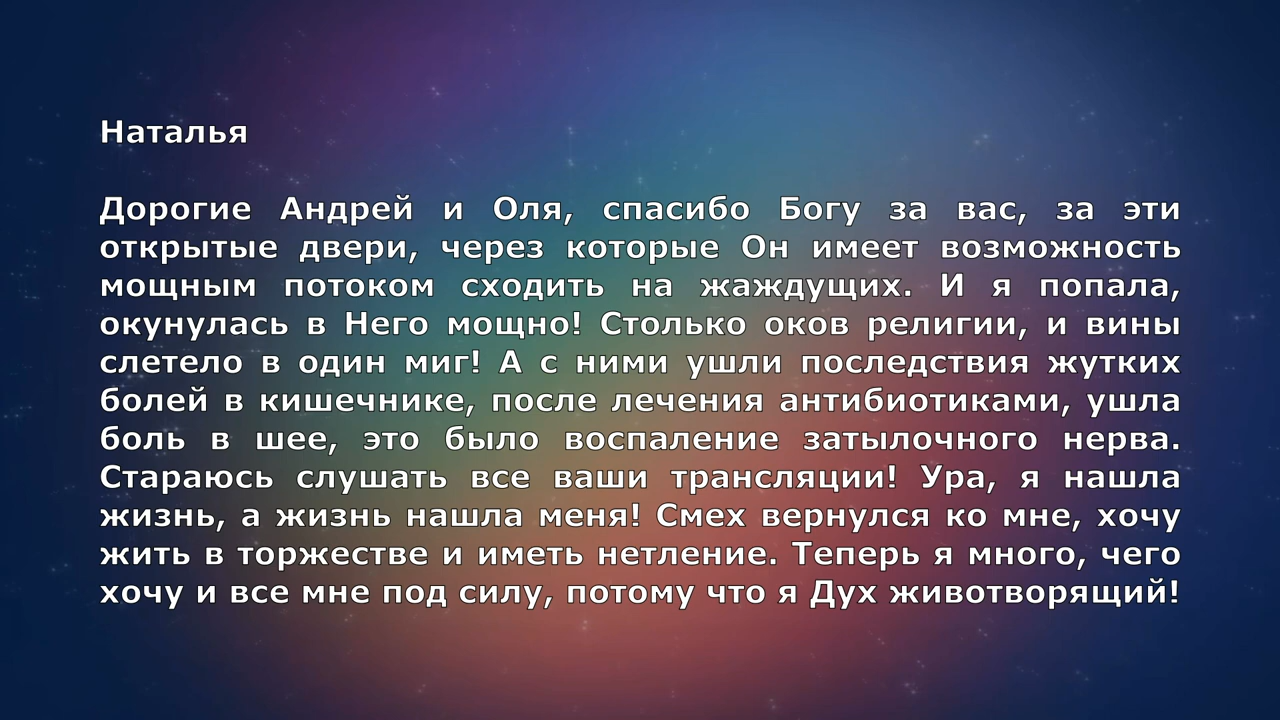 Наталья
Дорогие Андрей и Оля, спасибо Богу за вас, за эти
открытые двери, через которые Он имеет возможность
мощным потоком сходить на жаждущих. И я попала,
окунулась в Него мощно! Столько оков религии, и вины
слетело в один миг! А с ними ушли последствия жутких
болей в кишечнике, после лечения антибиотиками, ушла
боль в шее, это было воспаление затылочного нерва.
Стараюсь слушать все ваши трансляции! Ура, я нашла
жизнь, а жизнь нашла меня! Смех вернулся ко мне, хочу
жить в торжестве и иметь нетление. Теперь я много, чего
хочу и все мне под силу, потому что я Дух животворящий!